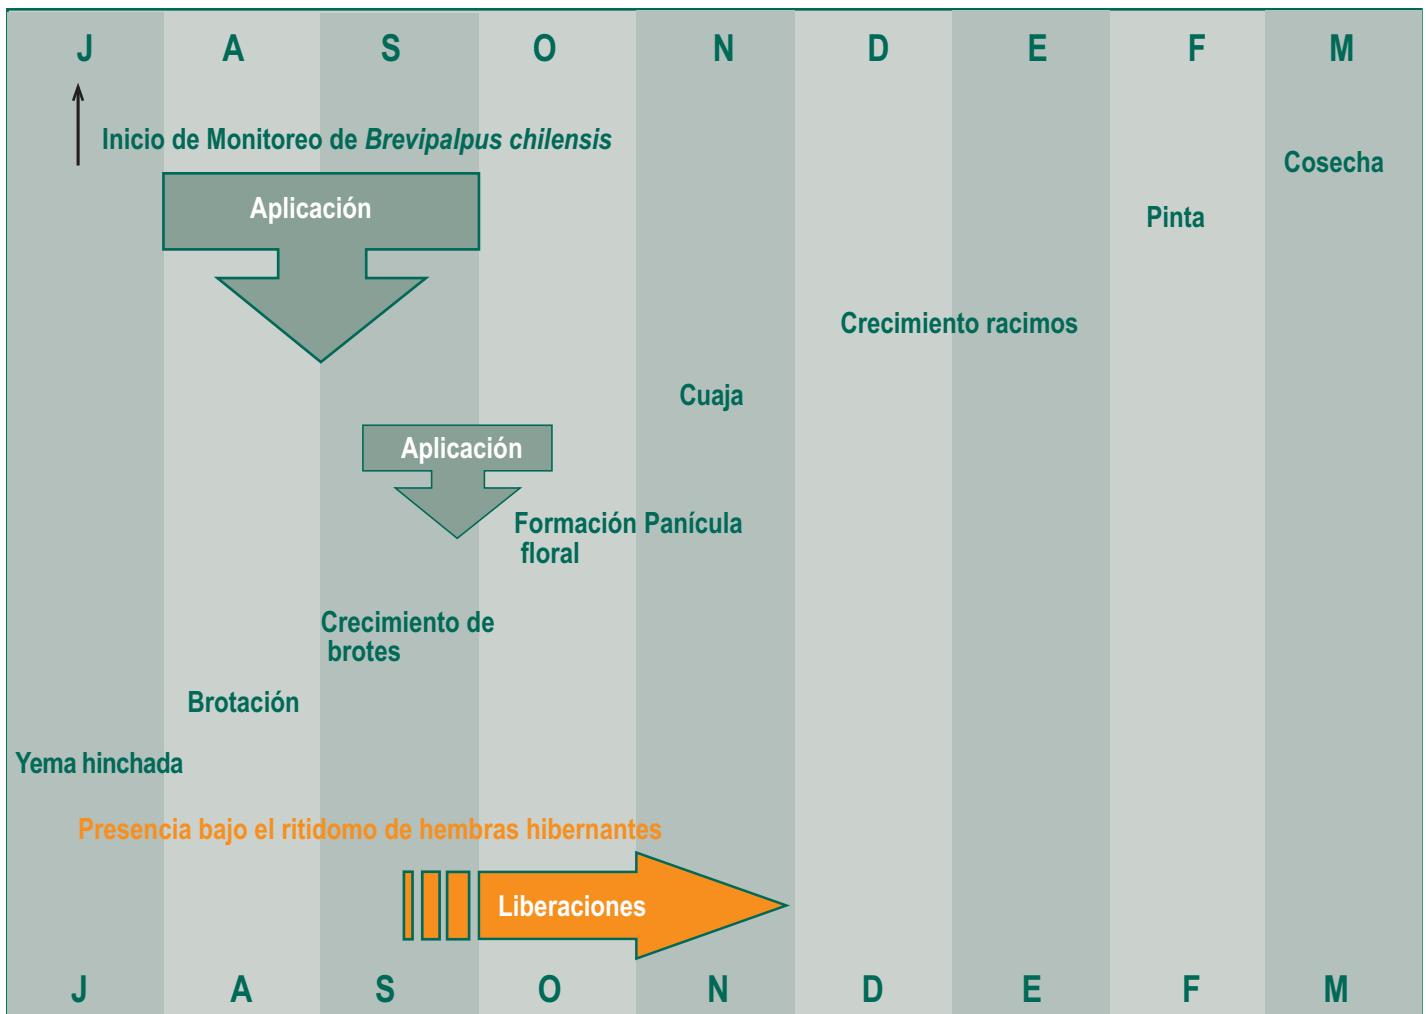 J A S O N D E F M
Inicio de Monitoreo de Brevipalpus chilensis
Cosecha
Aplicación
Pinta
Crecimiento racimos
Cuaja
Aplicación
Formación Panícula
floral
Crecimiento de
brotes
Brotación
Yema hinchada
Presencia bajo el ritidomo de hembras hibernantes
Liberaciones
J A S O N D E F M